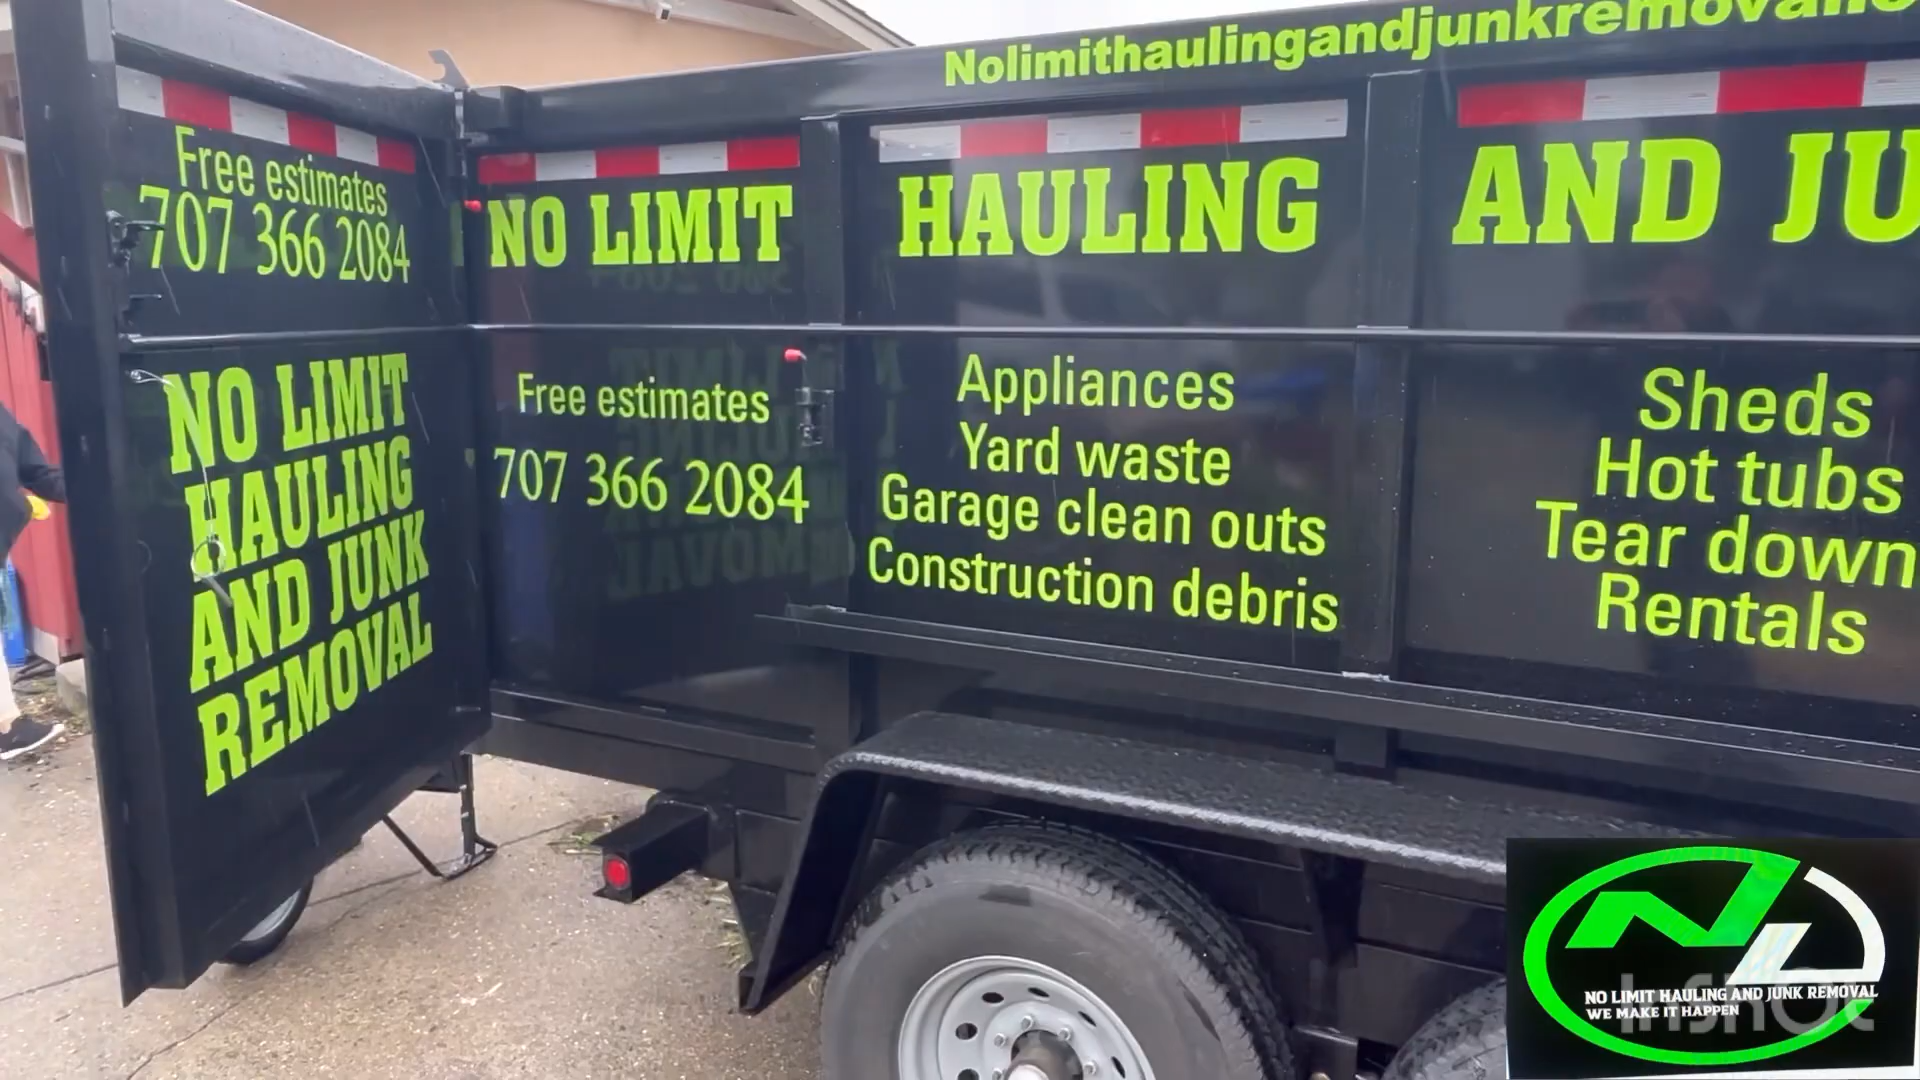 Nolimithaulingandjunkremoval
Free estimates
707 366 2084
NO LIMIT
HAULING
AND JUNK
REMOVAL
NO LIMIT HAULING AND JU
Free estimates
707 366 2084
Appliances
Yard waste
Garage clean outs
Construction debris
Sheds
Hot tubs
Tear down
Rentals
NL
NO LIMIT HAULING AND JUNK REMOVAL
WE MAKE IT HAPPEN
InShOt